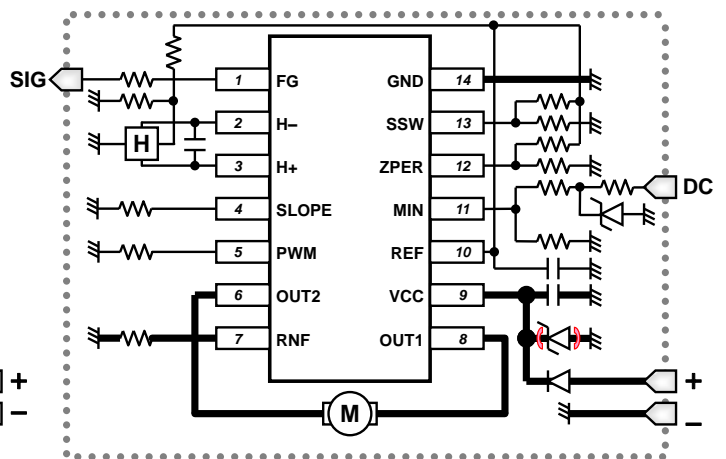 SIG
1 FG GND 14
2 H– SSW 13
H
3 H+ ZPER 12
4 SLOPE MIN 11
DC
5 PWM REF 10
6 OUT2 VCC 9
7 RNF OUT1 8
+ +
M
– –